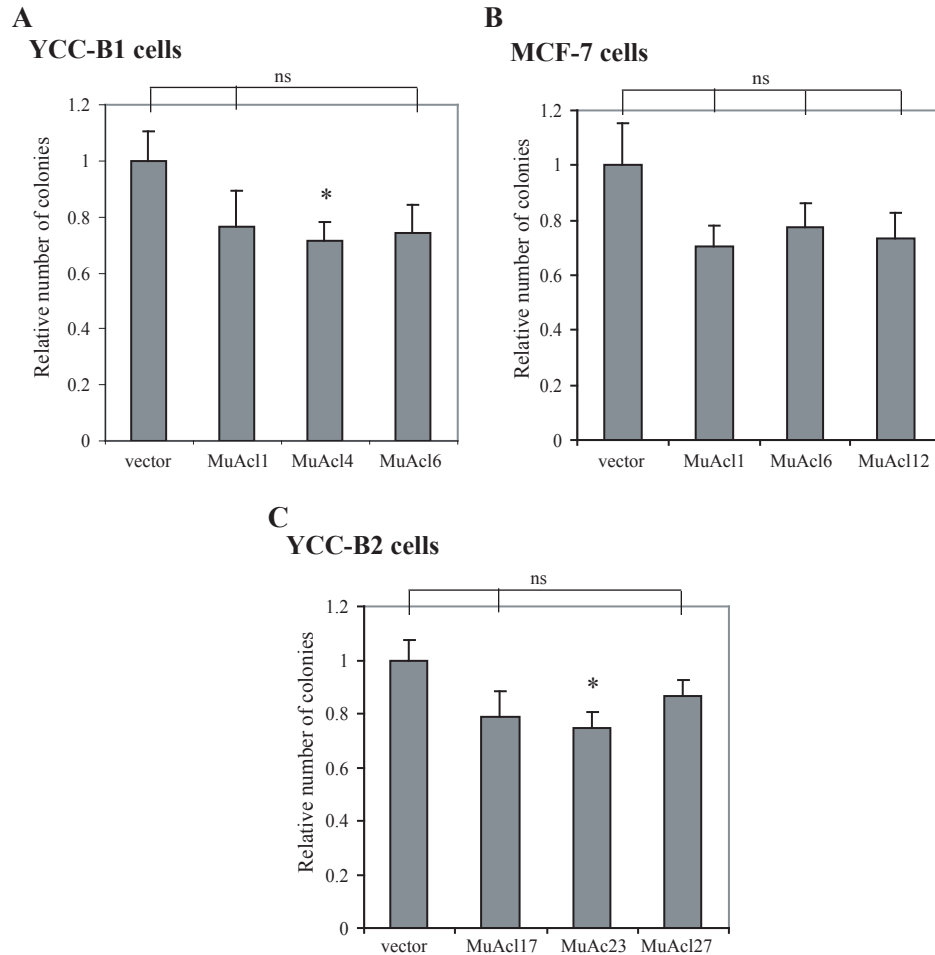 A
YCC-B1 cells
ns
Relative number of colonies
1.2
1
0.8
0.6
0.4
0.2
0
*
vector MuAcl1 MuAcl4 MuAcl6
B
MCF-7 cells
ns
Relative number of colonies
1.2
1
0.8
0.6
0.4
0.2
0
vector MuAcl1 MuAcl6 MuAcl12
C
YCC-B2 cells
ns
Relative number of colonies
1.2
1
0.8
0.6
0.4
0.2
0
*
vector MuAcl17 MuAc23 MuAcl27